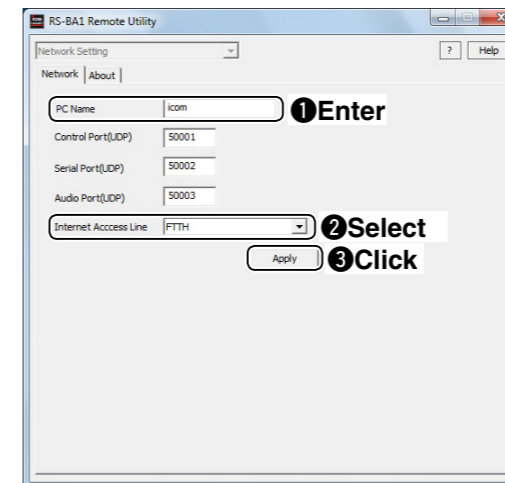 RS-BA1 Remote Utility
Network Setting ? Help
Network About
PC Name icom ❶Enter
Control Port(UDP) 50001
Serial Port(UDP) 50002
Audio Port(UDP) 50003
Internet Acccess Line FTTH ❷Select
Apply ❸Click